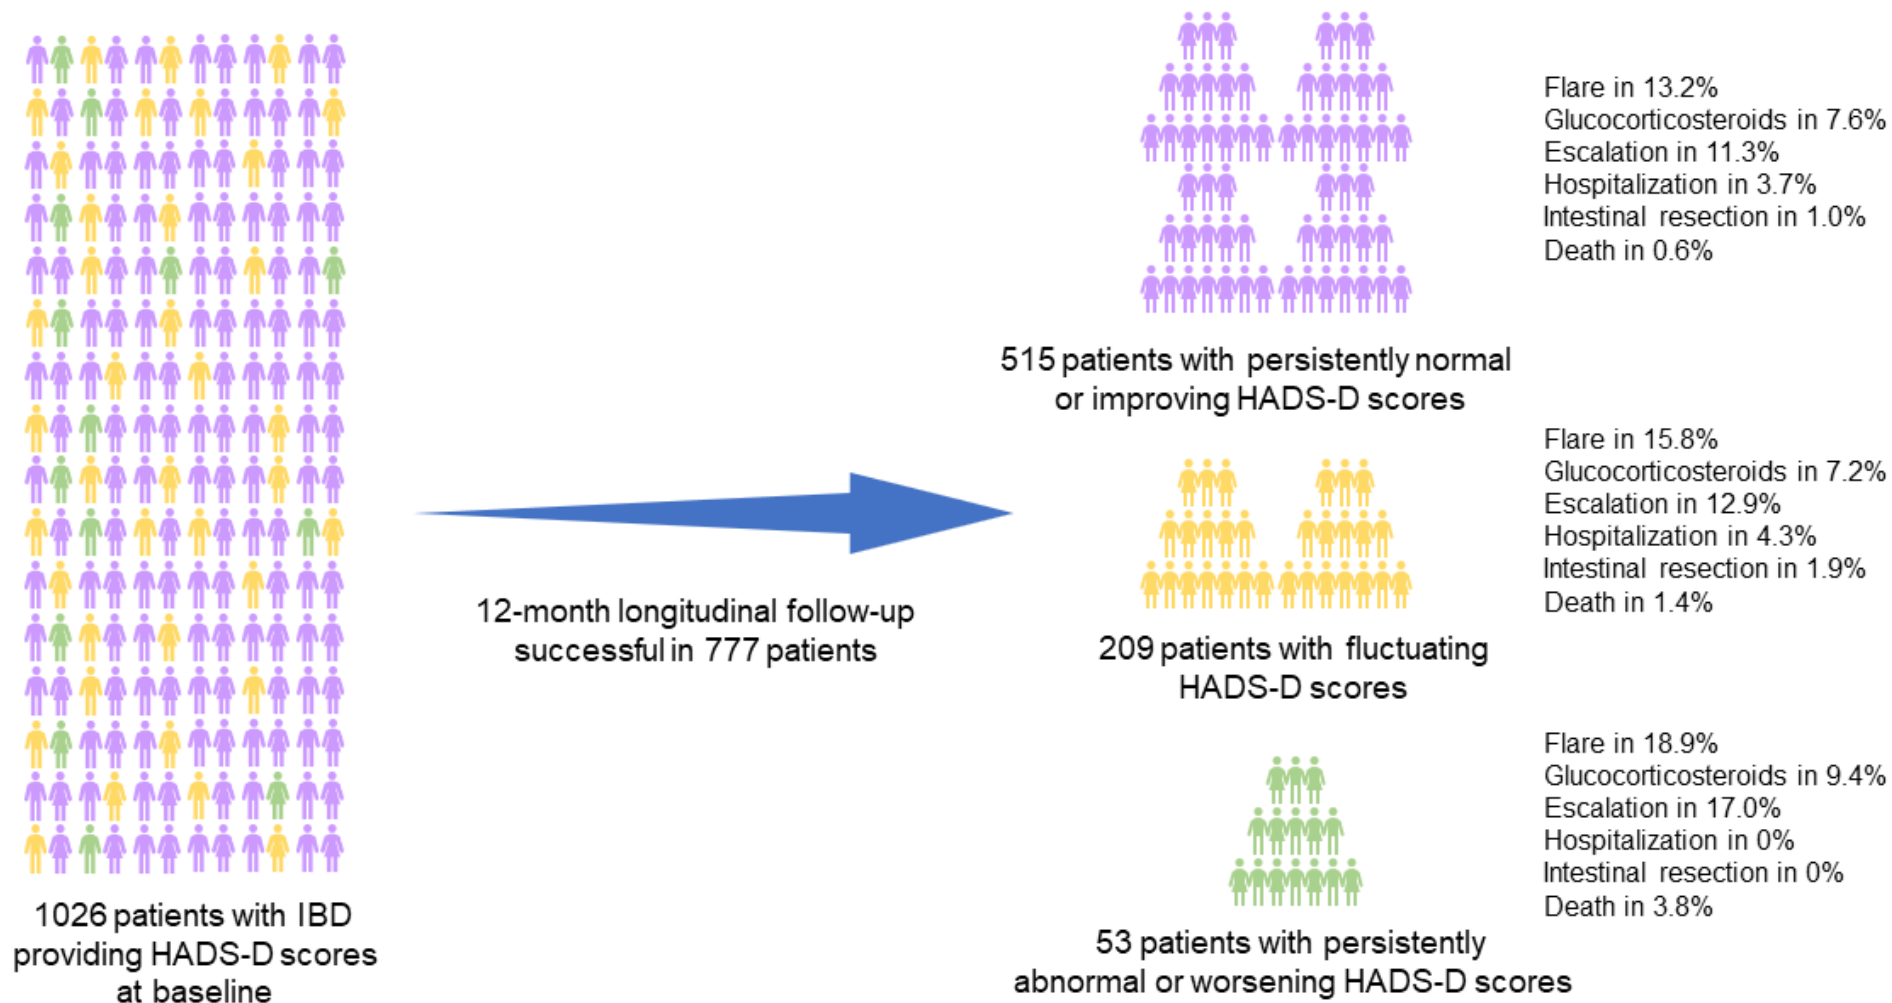 1026 patients with IBD
providing HADS-D scores
at baseline
12-month longitudinal follow-up
successful in 777 patients
515 patients with persistently normal
or improving HADS-D scores
Flare in 13.2%
Glucocorticosteroids in 7.6%
Escalation in 11.3%
Hospitalization in 3.7%
Intestinal resection in 1.0%
Death in 0.6%
209 patients with fluctuating
HADS-D scores
Flare in 15.8%
Glucocorticosteroids in 7.2%
Escalation in 12.9%
Hospitalization in 4.3%
Intestinal resection in 1.9%
Death in 1.4%
53 patients with persistently
abnormal or worsening HADS-D scores
Flare in 18.9%
Glucocorticosteroids in 9.4%
Escalation in 17.0%
Hospitalization in 0%
Intestinal resection in 0%
Death in 3.8%